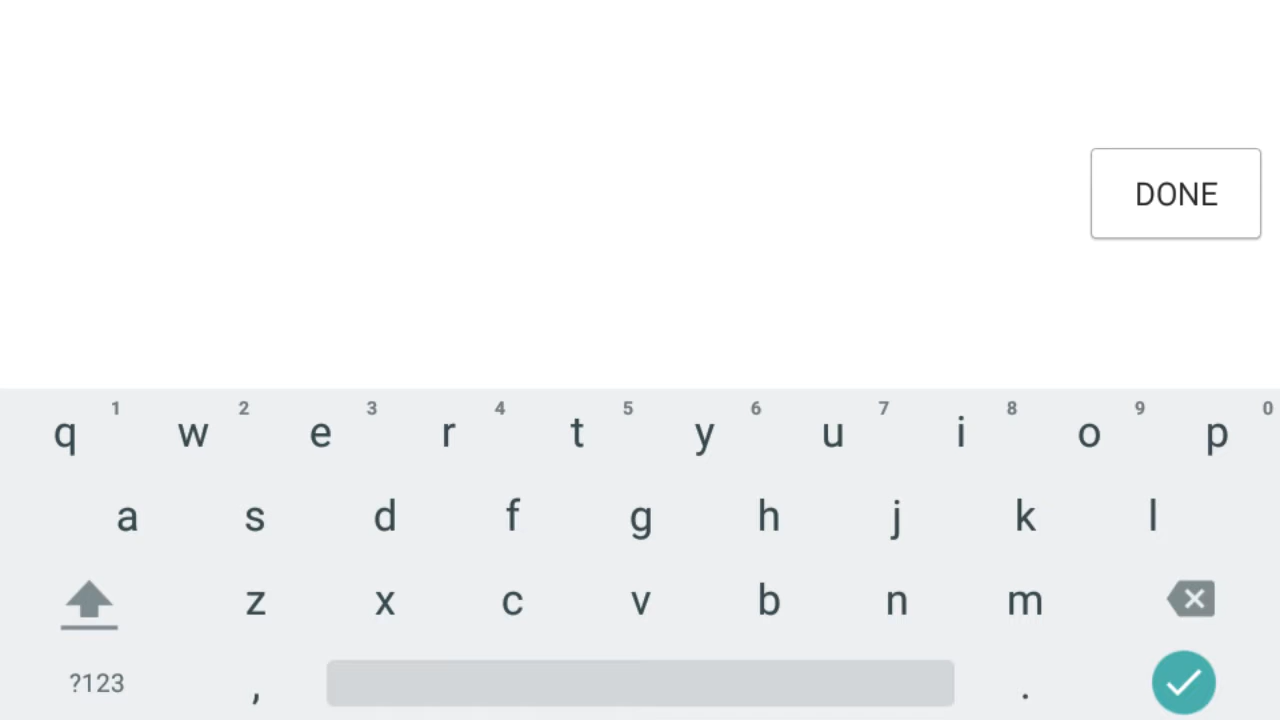 DONE
1 2 3 4 5 6 7 8 9 0
q w e r t y u i o p
a s d f g h j k l
z x c v b n m
?123 , .